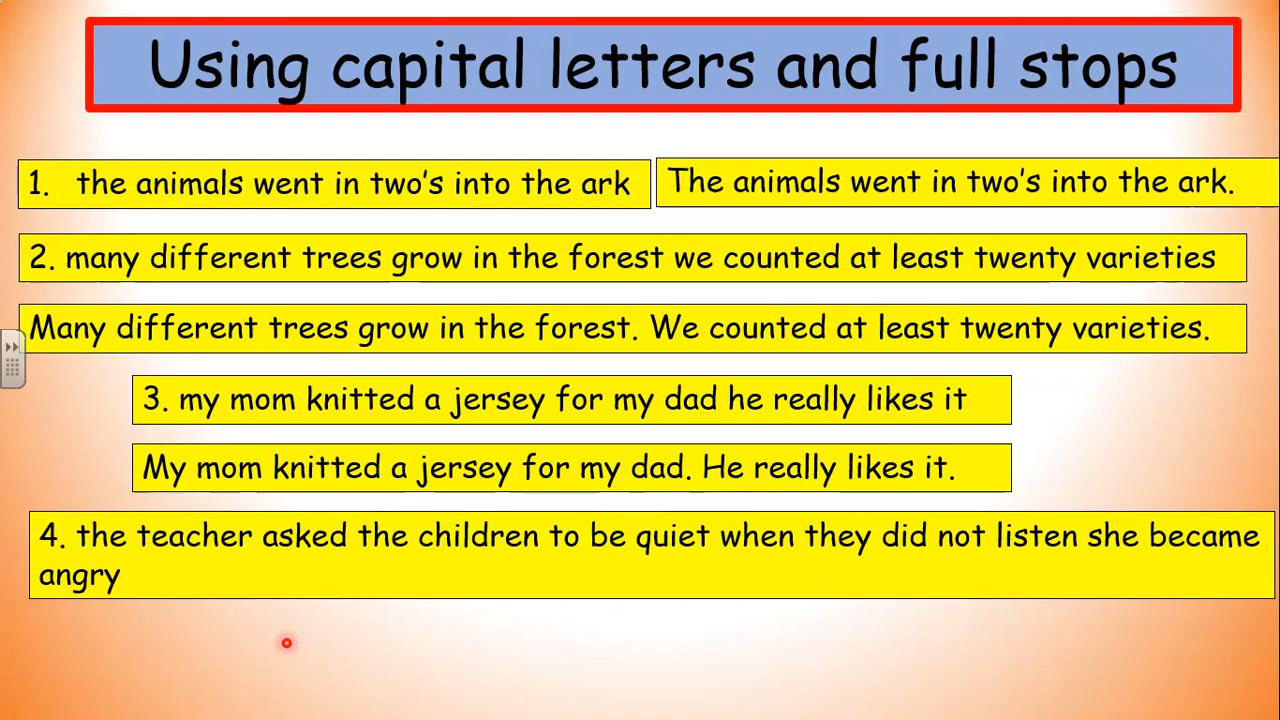 Using capital letters and full stops
1. the animals went in two's into the ark
The animals went in two's into the ark.
2. many different trees grow in the forest we counted at least twenty varieties
Many different trees grow in the forest. We counted at least twenty varieties.
3. my mom knitted a jersey for my dad he really likes it
My mom knitted a jersey for my dad. He really likes it.
4. the teacher asked the children to be quiet when they did not listen she became
angry